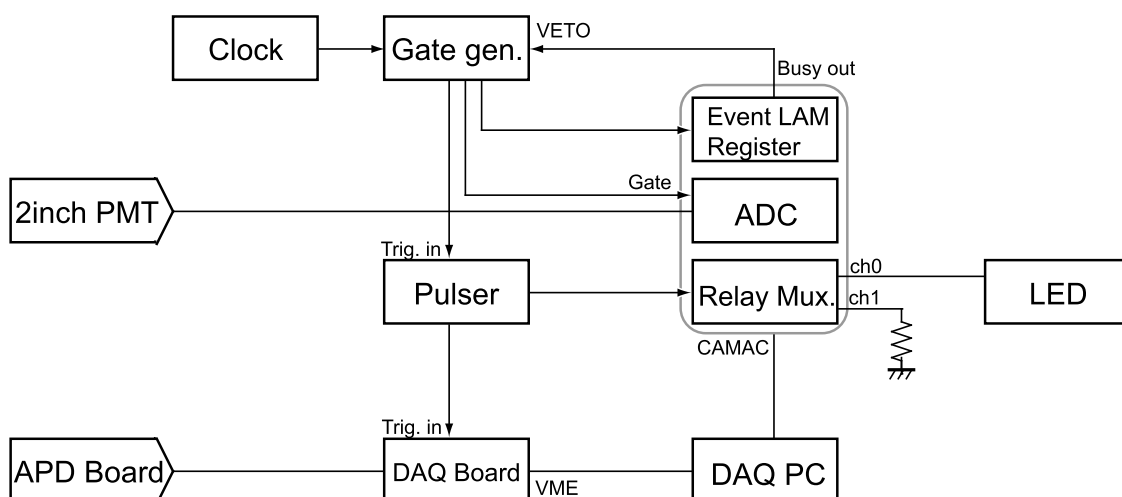 VETO
Clock
Gate gen.
Busy out
Event LAM
Register
Gate
2inch PMT
ADC
Trig. in
ch0
Pulser
Relay Mux.
ch1
LED
CAMAC
Trig. in
APD Board
DAQ Board
DAQ PC
VME